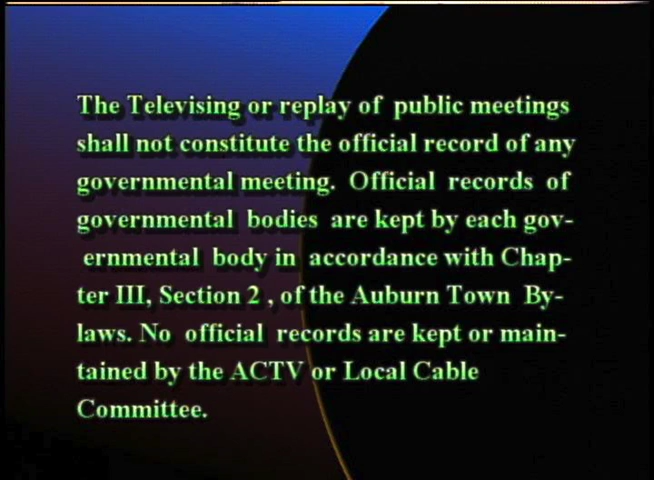 The Televising or replay of public meetings
shall not constitute the official record of any
governmental meeting. Official records of
governmental bodies are kept by each gov-
ernmental body in accordance with Chap-
ter III, Section 2 , of the Auburn Town By-
laws. No official records are kept or main-
tained by the ACTV or Local Cable
Committee.